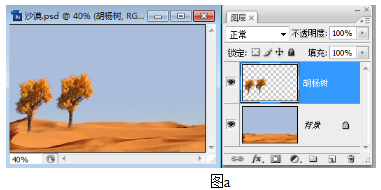 沙漠.psd @ 40% (胡杨树, RG...
40%
图层 ×
正常 不透明度: 100%
锁定: 填充: 100%
胡杨树
背景
fx.
图a